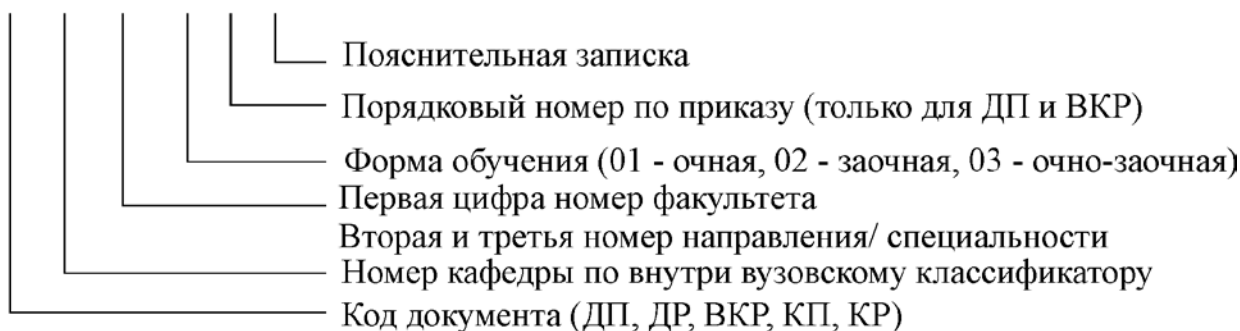 Пояснительная записка
Порядковый номер по приказу (только для ДП и ВКР)
Форма обучения (01 - очная, 02 - заочная, 03 - очно-заочная)
Первая цифра номер факультета
Вторая и третья номер направления/ специальности
Номер кафедры по внутри вузовскому классификатору
Код документа (ДП, ДР, ВКР, КП, КР)